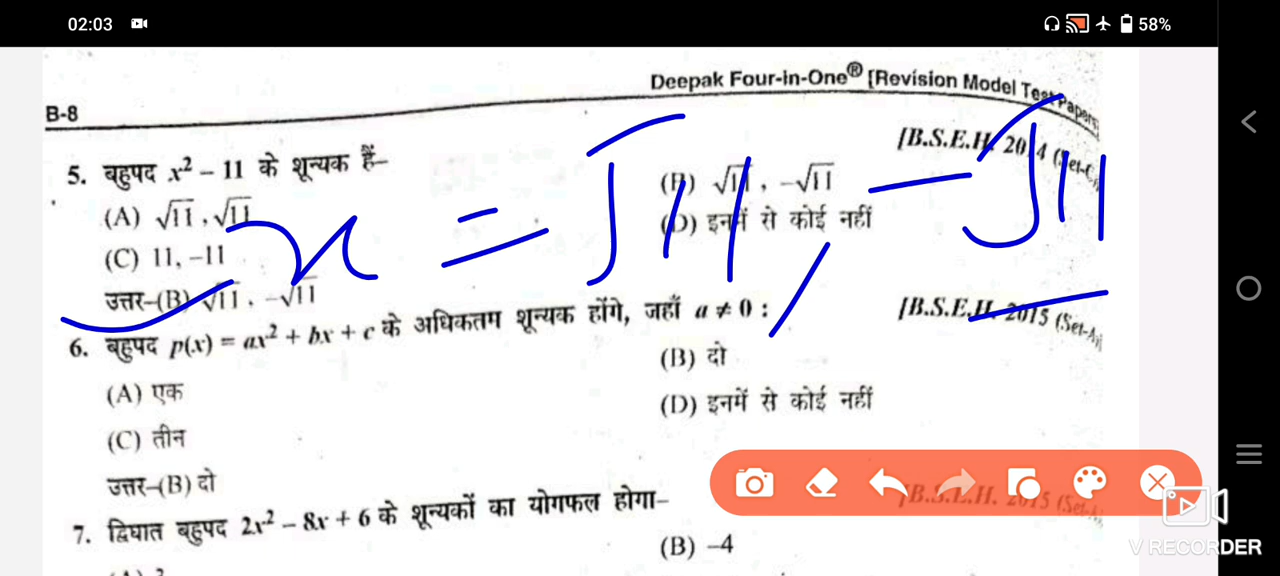 02:03 58%
Deepak Four-in-One® [Revision Model Test Papers
B-8
[B.S.E.H. 2014 (Set-C)]
5. बहुपद x² – 11 के शून्यक हैं–
(A) √11 , √11
(B) √11 , –√11
(C) 11, –11
(D) इनमें से कोई नहीं
उत्तर–(B) √11 , –√11
x = √11 , – √11
[B.S.E.H. 2015 (Set-A)]
6. बहुपद p(x) = ax² + bx + c के अधिकतम शून्यक होंगे, जहाँ a ≠ 0 :
(A) एक
(B) दो
(C) तीन
(D) इनमें से कोई नहीं
उत्तर–(B) दो
[B.S.E.H. 2015 (Set-A)
7. द्विघात बहुपद 2x² – 8x + 6 के शून्यकों का योगफल होगा–
(B) –4
V RECORDER